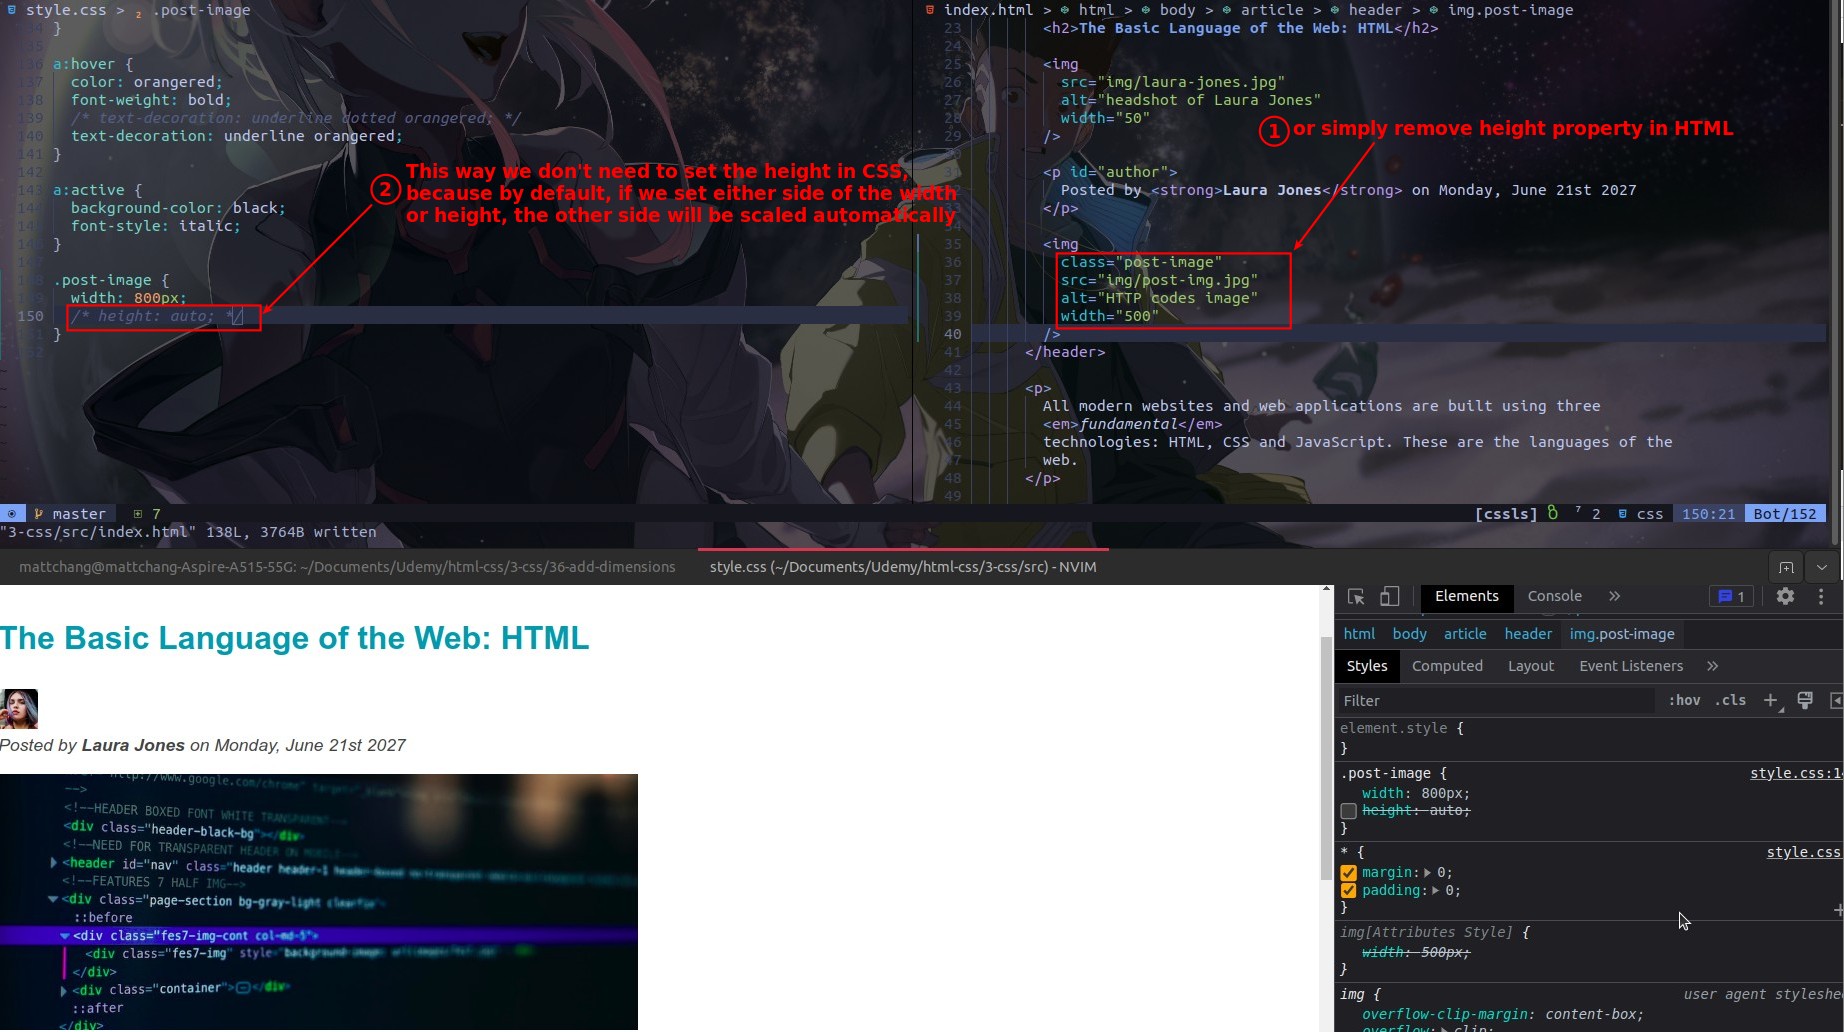 style.css > .post-image
}
a:hover {
136
137 color: orangered;
138 font-weight: bold;
139 /* text-decoration: underline dotted orangered; */
140 text-decoration: underline orangered;
141 }
142
a:active {
background-color: black;
font-style: italic;
}
.post-image {
width: 800px;
150 /* height: auto; */
}
② This way we don't need to set the height in CSS,
because by default, if we set either side of the width
or height, the other side will be scaled automatically
index.html > html > body > article > header > img.post-image
23 <h2>The Basic Language of the Web: HTML</h2>
24
25 <img
26 src="img/laura-jones.jpg"
27 alt="headshot of Laura Jones"
28 width="50"
29 />
<p id="author">
Posted by <strong>Laura Jones</strong> on Monday, June 21st 2027
</p>
35 <img
36 class="post-image"
37 src="img/post-img.jpg"
38 alt="HTTP codes image"
39 width="500"
40 />
41 </header>
42
43 <p>
44 All modern websites and web applications are built using three
45 <em>fundamental</em>
46 technologies: HTML, CSS and JavaScript. These are the languages of the
47 web.
48 </p>
49
① or simply remove height property in HTML
master 7
[cssls] 7 2 css 150:21 Bot/152
"3-css/src/index.html" 138L, 3764B written
mattchang@mattchang-Aspire-A515-55G: ~/Documents/Udemy/html-css/3-css/36-add-dimensions
style.css (~/Documents/Udemy/html-css/3-css/src) - NVIM
The Basic Language of the Web: HTML
Posted by Laura Jones on Monday, June 21st 2027
http://www.google.com/chrome"
-->
<!--HEADER BOXED FONT WHITE TRANSPARENT-->
<div class="header-black-bg"></div>
<!--NEED FOR TRANSPARENT HEADER ON MOBILE-->
<header id="nav" class="header header-1
<!--FEATURES 7 HALF IMG-->
<div class="page-section bg-gray-light clearfix">
::before
<div class="fes7-img-cont col-md-5">
<div class="fes7-img" style="background-image:
</div>
<div class="container"></div>
::after
</div>
Elements Console 1
html body article header img.post-image
Styles Computed Layout Event Listeners
Filter :hov .cls
element.style {
}
.post-image { style.css:14
width: 800px;
height: auto;
}
* { style.css
margin: 0;
padding: 0;
}
img[Attributes Style] {
width: 500px;
}
img { user agent styleshe
overflow-clip-margin: content-box;
overflow: clip;